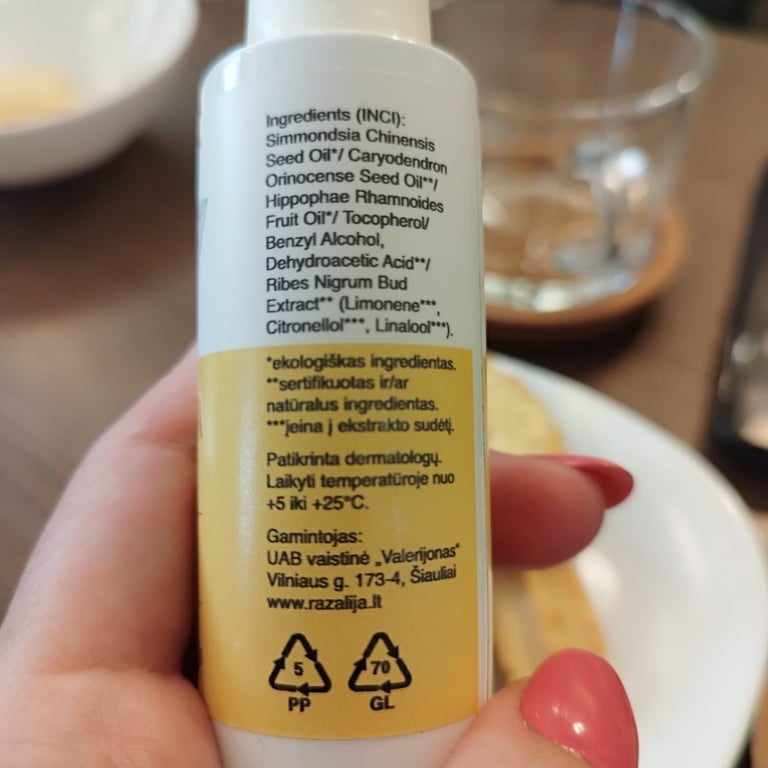 Ingredients (INCI):
Simmondsia Chinensis
Seed Oil*/ Caryodendron
Orinocense Seed Oil**/
Hippophae Rhamnoides
Fruit Oil*/ Tocopherol/
Benzyl Alcohol,
Dehydroacetic Acid**/
Ribes Nigrum Bud
Extract** (Limonene***,
Citronellol***, Linalool***).
*ekologiškas ingredientas.
**sertifikuotas ir/ar
natūralus ingredientas.
***įeina į ekstrakto sudėtį.
Patikrinta dermatologų.
Laikyti temperatūroje nuo
+5 iki +25°C.
Gamintojas:
UAB vaistinė „Valerijonas"
Vilniaus g. 173-4, Šiauliai
www.razalija.lt
5 70
PP GL